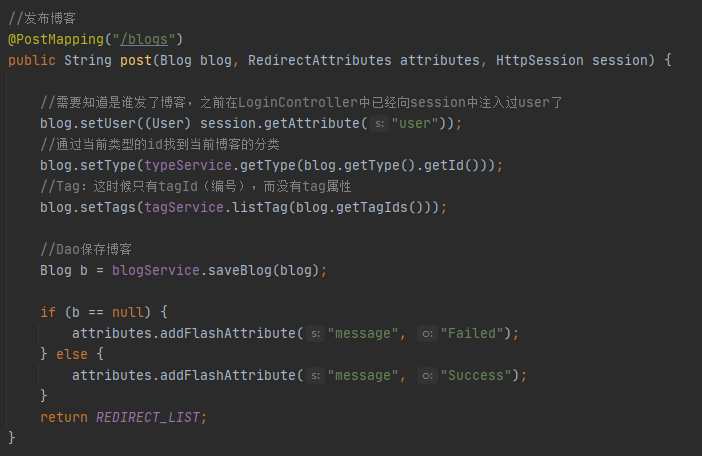 //发布博客
@PostMapping("/blogs")
public String post(Blog blog, RedirectAttributes attributes, HttpSession session) {
//需要知道是谁发了博客，之前在LoginController中已经向session中注入过user了
blog.setUser((User) session.getAttribute( s: "user"));
//通过当前类型的id找到当前博客的分类
blog.setType(typeService.getType(blog.getType().getId()));
//Tag：这时候只有tagId（编号），而没有tag属性
blog.setTags(tagService.listTag(blog.getTagIds()));
//Dao保存博客
Blog b = blogService.saveBlog(blog);
if (b == null) {
attributes.addFlashAttribute( s: "message", o: "Failed");
} else {
attributes.addFlashAttribute( s: "message", o: "Success");
}
return REDIRECT_LIST;
}